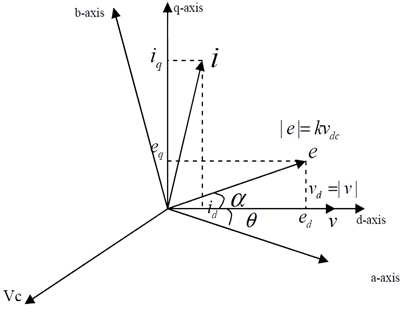 b-axis
q-axis
i_q
i
|e|=kv_dc
e_q
e
v_d=|v|
α
i_d
θ
e_d
v
d-axis
a-axis
Vc